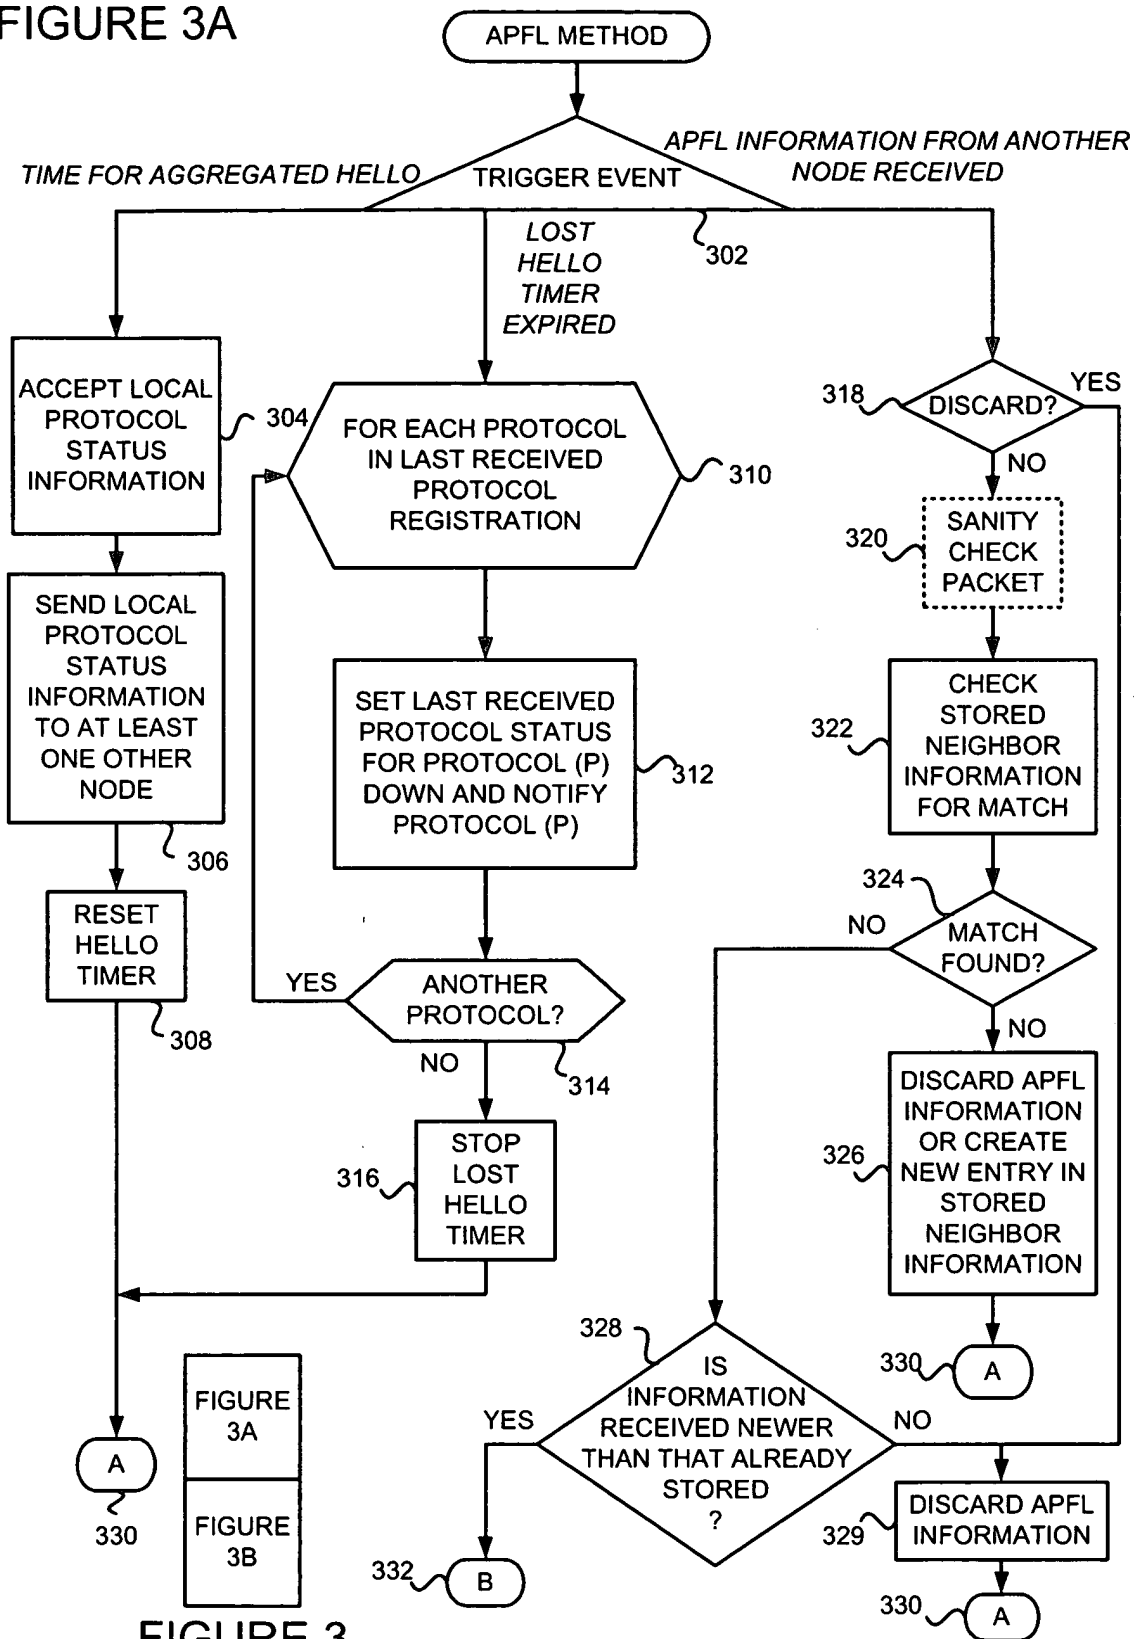 FIGURE 3A
APFL METHOD
TRIGGER EVENT
TIME FOR AGGREGATED HELLO
APFL INFORMATION FROM ANOTHER
NODE RECEIVED
302
LOST
HELLO
TIMER
EXPIRED
ACCEPT LOCAL
PROTOCOL
STATUS
INFORMATION
304
SEND LOCAL
PROTOCOL
STATUS
INFORMATION
TO AT LEAST
ONE OTHER
NODE
306
RESET
HELLO
TIMER
308
FOR EACH PROTOCOL
IN LAST RECEIVED
PROTOCOL
REGISTRATION
310
SET LAST RECEIVED
PROTOCOL STATUS
FOR PROTOCOL (P)
DOWN AND NOTIFY
PROTOCOL (P)
312
YES
ANOTHER
PROTOCOL?
NO
314
STOP
LOST
HELLO
TIMER
316
318
DISCARD?
YES
NO
320
SANITY
CHECK
PACKET
CHECK
STORED
NEIGHBOR
INFORMATION
FOR MATCH
322
324
NO
MATCH
FOUND?
NO
DISCARD APFL
INFORMATION
OR CREATE
NEW ENTRY IN
STORED
NEIGHBOR
INFORMATION
326
330
A
328
IS
INFORMATION
RECEIVED NEWER
THAN THAT ALREADY
STORED
?
YES
NO
332
B
DISCARD APFL
INFORMATION
329
330
A
A
330
FIGURE
3A
FIGURE
3B
FIGURE 3